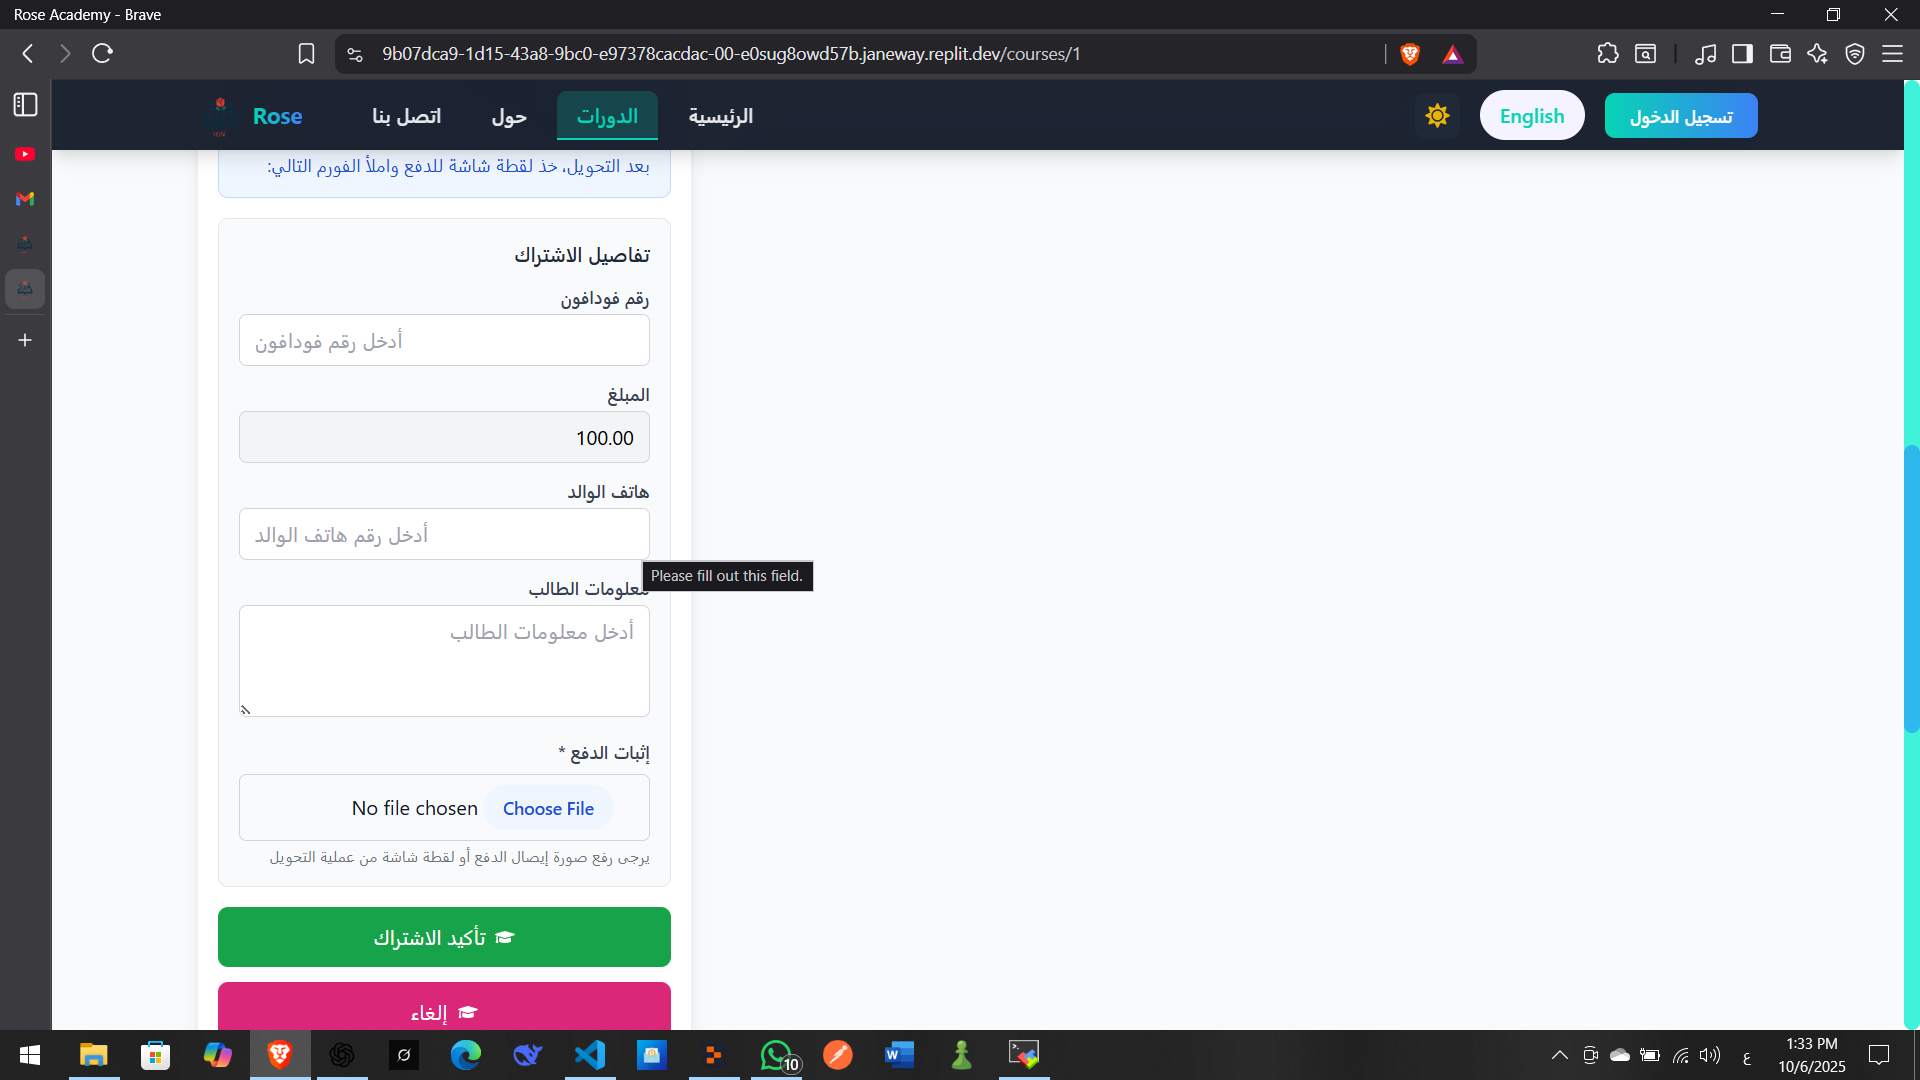 Rose Academy - Brave
9b07dca9-1d15-43a8-9bc0-e97378cacdac-00-e0sug8owd57b.janeway.replit.dev/courses/1
Rose
اتصل بنا
حول
الدورات
الرئيسية
English
تسجيل الدخول
بعد التحويل، خذ لقطة شاشة للدفع واملأ الفورم التالي:
تفاصيل الاشتراك
رقم فودافون
أدخل رقم فودافون
المبلغ
100.00
هاتف الوالد
أدخل رقم هاتف الوالد
Please fill out this field.
معلومات الطالب
أدخل معلومات الطالب
إثبات الدفع *
Choose File No file chosen
يرجى رفع صورة إيصال الدفع أو لقطة شاشة من عملية التحويل
تأكيد الاشتراك
إلغاء
10
ع
1:33 PM
10/6/2025